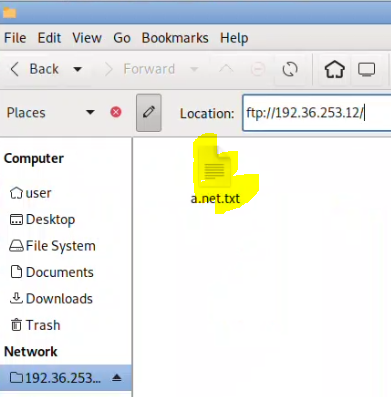 File Edit View Go Bookmarks Help
Back Forward
Places Location: ftp://192.36.253.12/
a.net.txt
Computer
user
Desktop
File System
Documents
Downloads
Trash
Network
192.36.253...